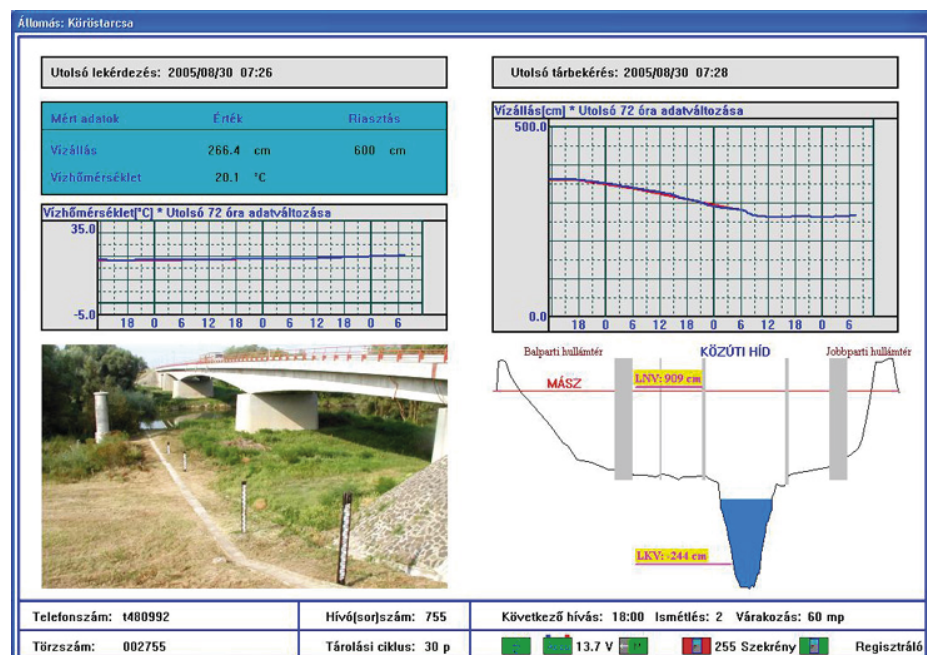 Állomás: Köröstarcsa
Utolsó lekérdezés: 2005/08/30 07:26
Utolsó tárbekérés: 2005/08/30 07:28
Mért adatok Érték Riasztás
Vízállás 266.4 cm 600 cm
Vízhőmérséklet 20.1 °C
Vízhőmérséklet[°C] * Utolsó 72 óra adatváltozása
35.0
-5.0
18 0 6 12 18 0 6 12 18 0 6
Vízállás[cm] * Utolsó 72 óra adatváltozása
500.0
0.0
18 0 6 12 18 0 6 12 18 0 6
Balparti hullámtér KÖZÚTI HÍD Jobbparti hullámtér
MÁSZ
LNV: 909 cm
LKV: -244 cm
Telefonszám: t480992 Hívó(sor)szám: 755 Következő hívás: 18:00 Ismétlés: 2 Várakozás: 60 mp
Törzszám: 002755 Tárolási ciklus: 30 p 13.7 V 255 Szekrény Regisztráló